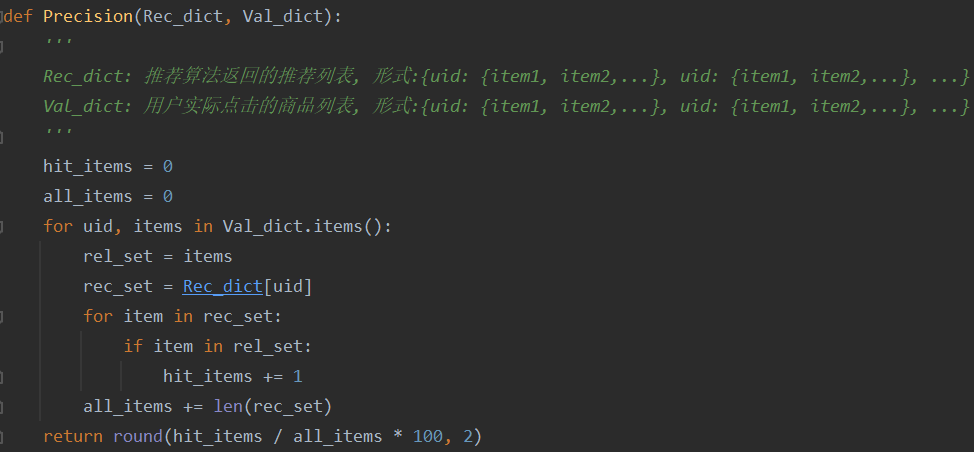 def Precision(Rec_dict, Val_dict):
    '''
    Rec_dict: 推荐算法返回的推荐列表, 形式:{uid: {item1, item2,...}, uid: {item1, item2,...}, ...}
    Val_dict: 用户实际点击的商品列表, 形式:{uid: {item1, item2,...}, uid: {item1, item2,...}, ...}
    '''
    hit_items = 0
    all_items = 0
    for uid, items in Val_dict.items():
        rel_set = items
        rec_set = Rec_dict[uid]
        for item in rec_set:
            if item in rel_set:
                hit_items += 1
        all_items += len(rec_set)
    return round(hit_items / all_items * 100, 2)